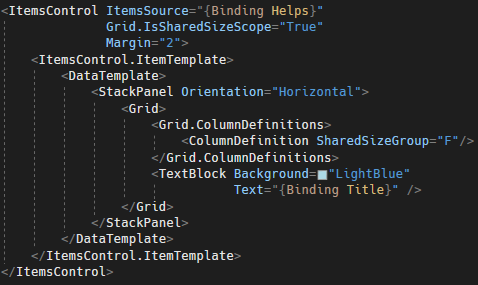 <ItemsControl ItemsSource="{Binding Helps}"
Grid.IsSharedSizeScope="True"
Margin="2">
<ItemsControl.ItemTemplate>
<DataTemplate>
<StackPanel Orientation="Horizontal">
<Grid>
<Grid.ColumnDefinitions>
<ColumnDefinition SharedSizeGroup="F"/>
</Grid.ColumnDefinitions>
<TextBlock Background="LightBlue"
Text="{Binding Title}" />
</Grid>
</StackPanel>
</DataTemplate>
</ItemsControl.ItemTemplate>
</ItemsControl>